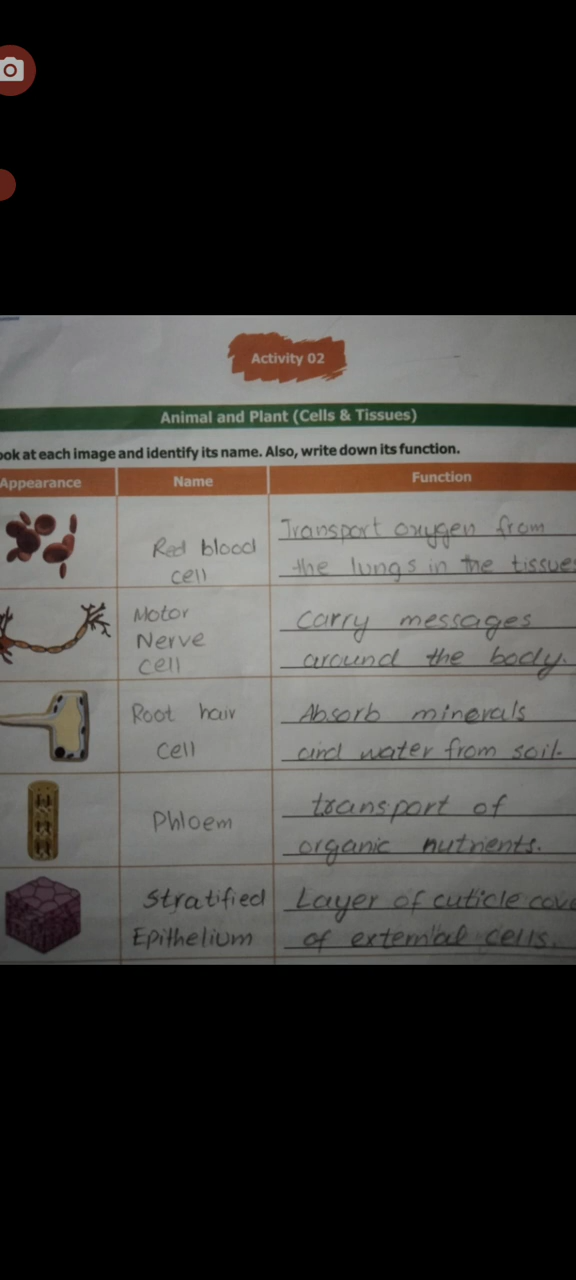 Activity 02
Animal and Plant (Cells & Tissues)
ook at each image and identify its name. Also, write down its function.
Appearance Name Function
Red blood cell
Transport oxygen from
the lungs in the tissues
Motor
Nerve
cell
Carry messages
around the body.
Root hair
cell
Absorb minerals
and water from soil.
Phloem
transport of
organic nutrients.
Stratified
Epithelium
Layer of cuticle cove
of external cells.